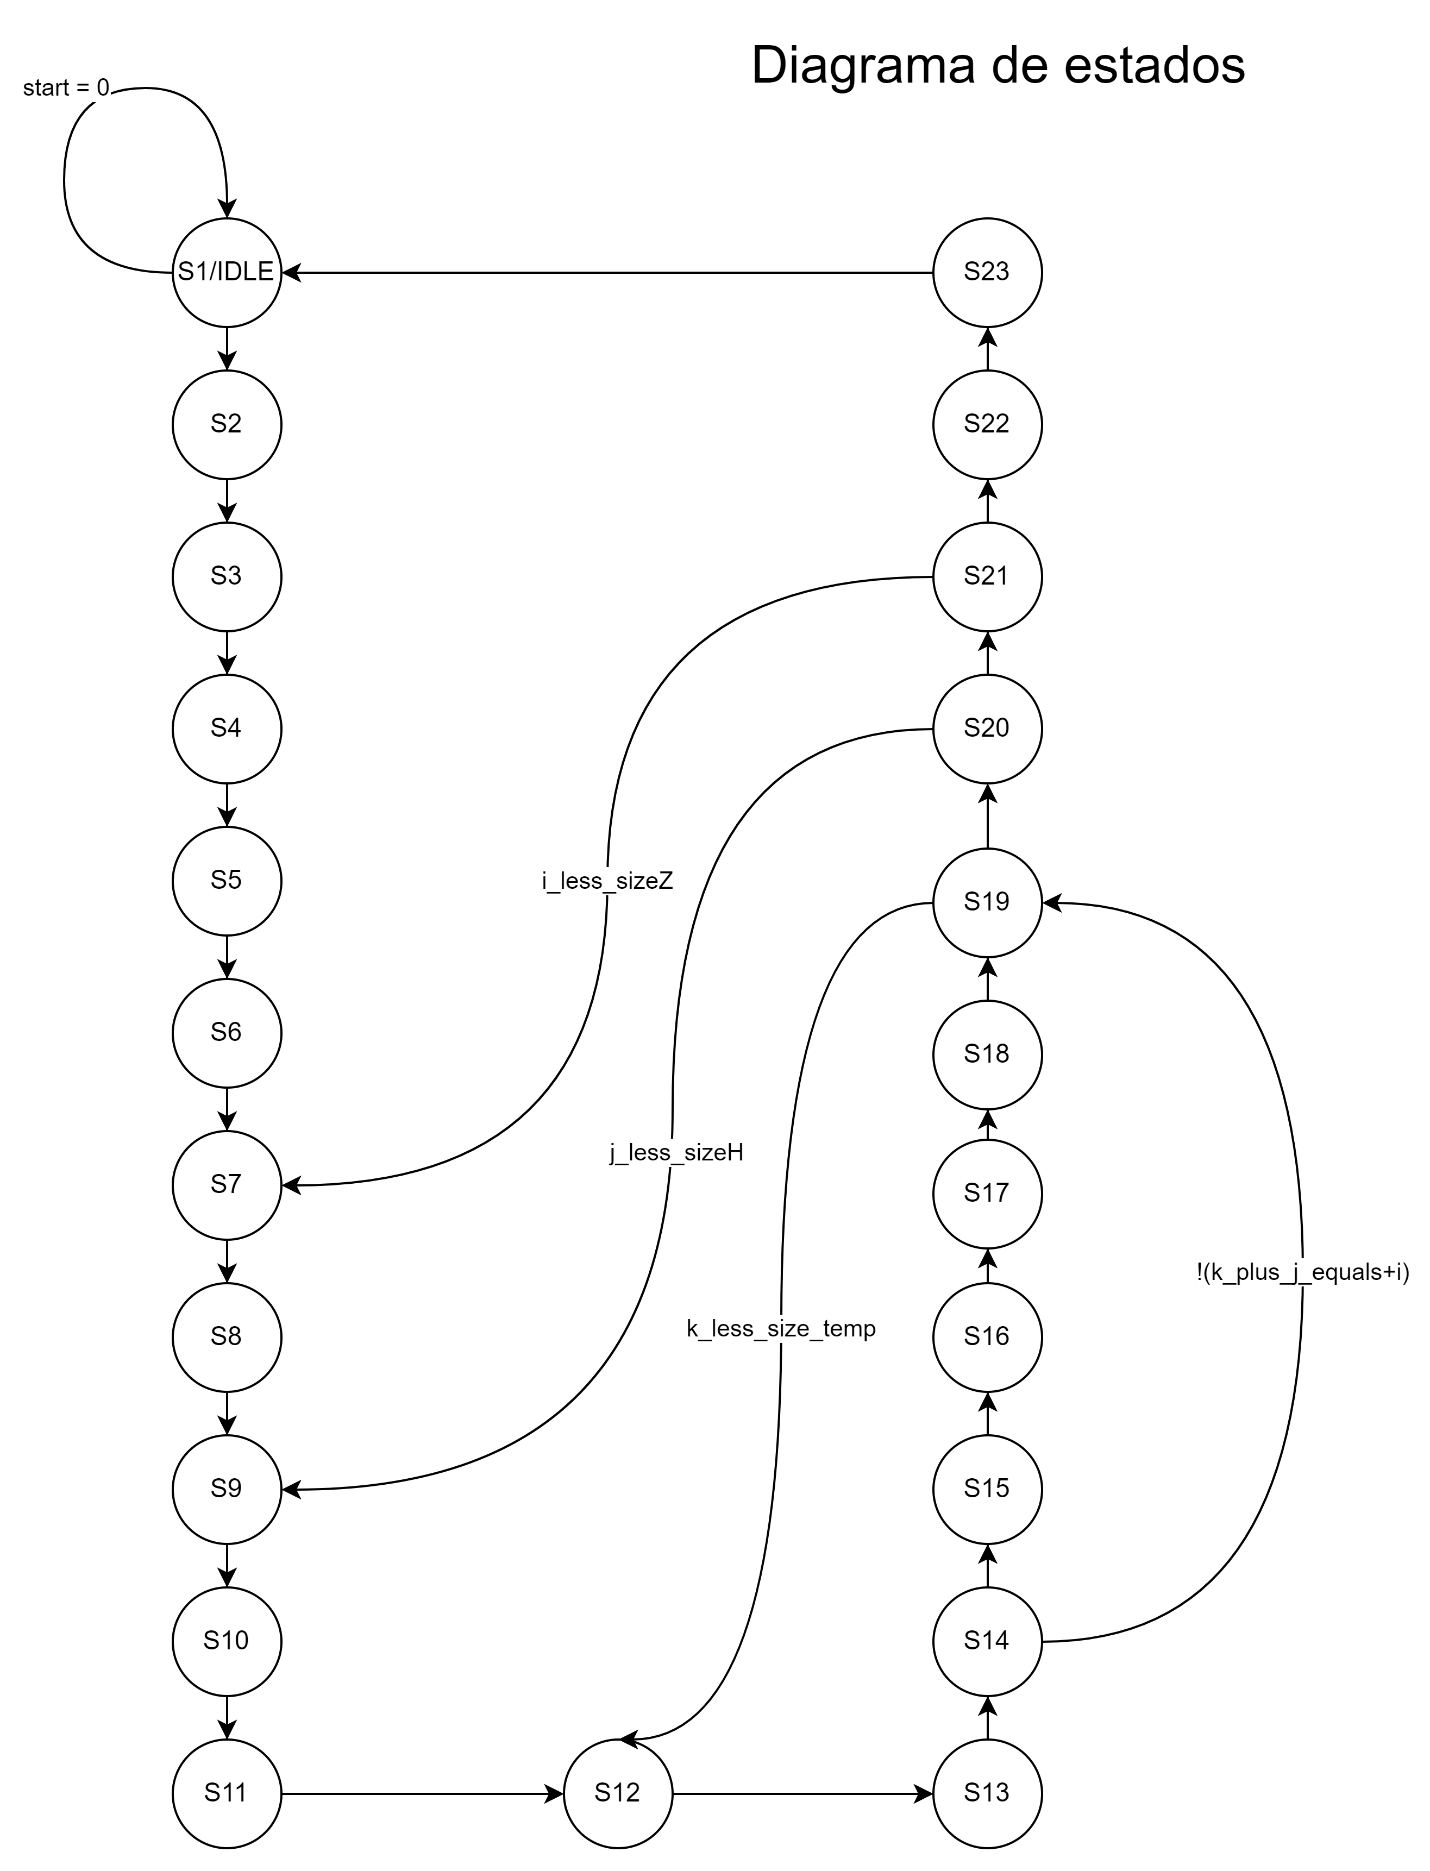 Diagrama de estados
start = 0
S1/IDLE
S23
S2
S22
S3
S21
S4
S20
S5
i_less_sizeZ
S19
S6
S18
j_less_sizeH
S7
S17
!(k_plus_j_equals+i)
k_less_size_temp
S8
S16
S9
S15
S10
S14
S11
S12
S13